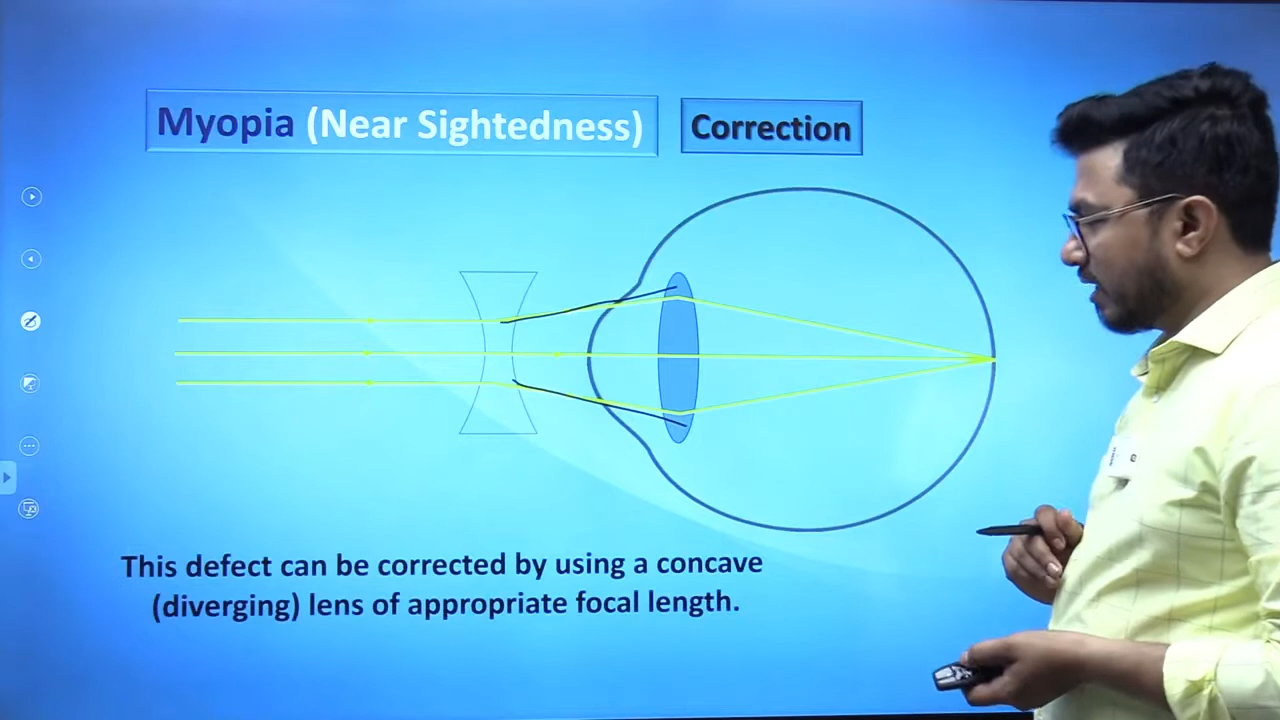 Myopia (Near Sightedness)
Correction
This defect can be corrected by using a concave
(diverging) lens of appropriate focal length.